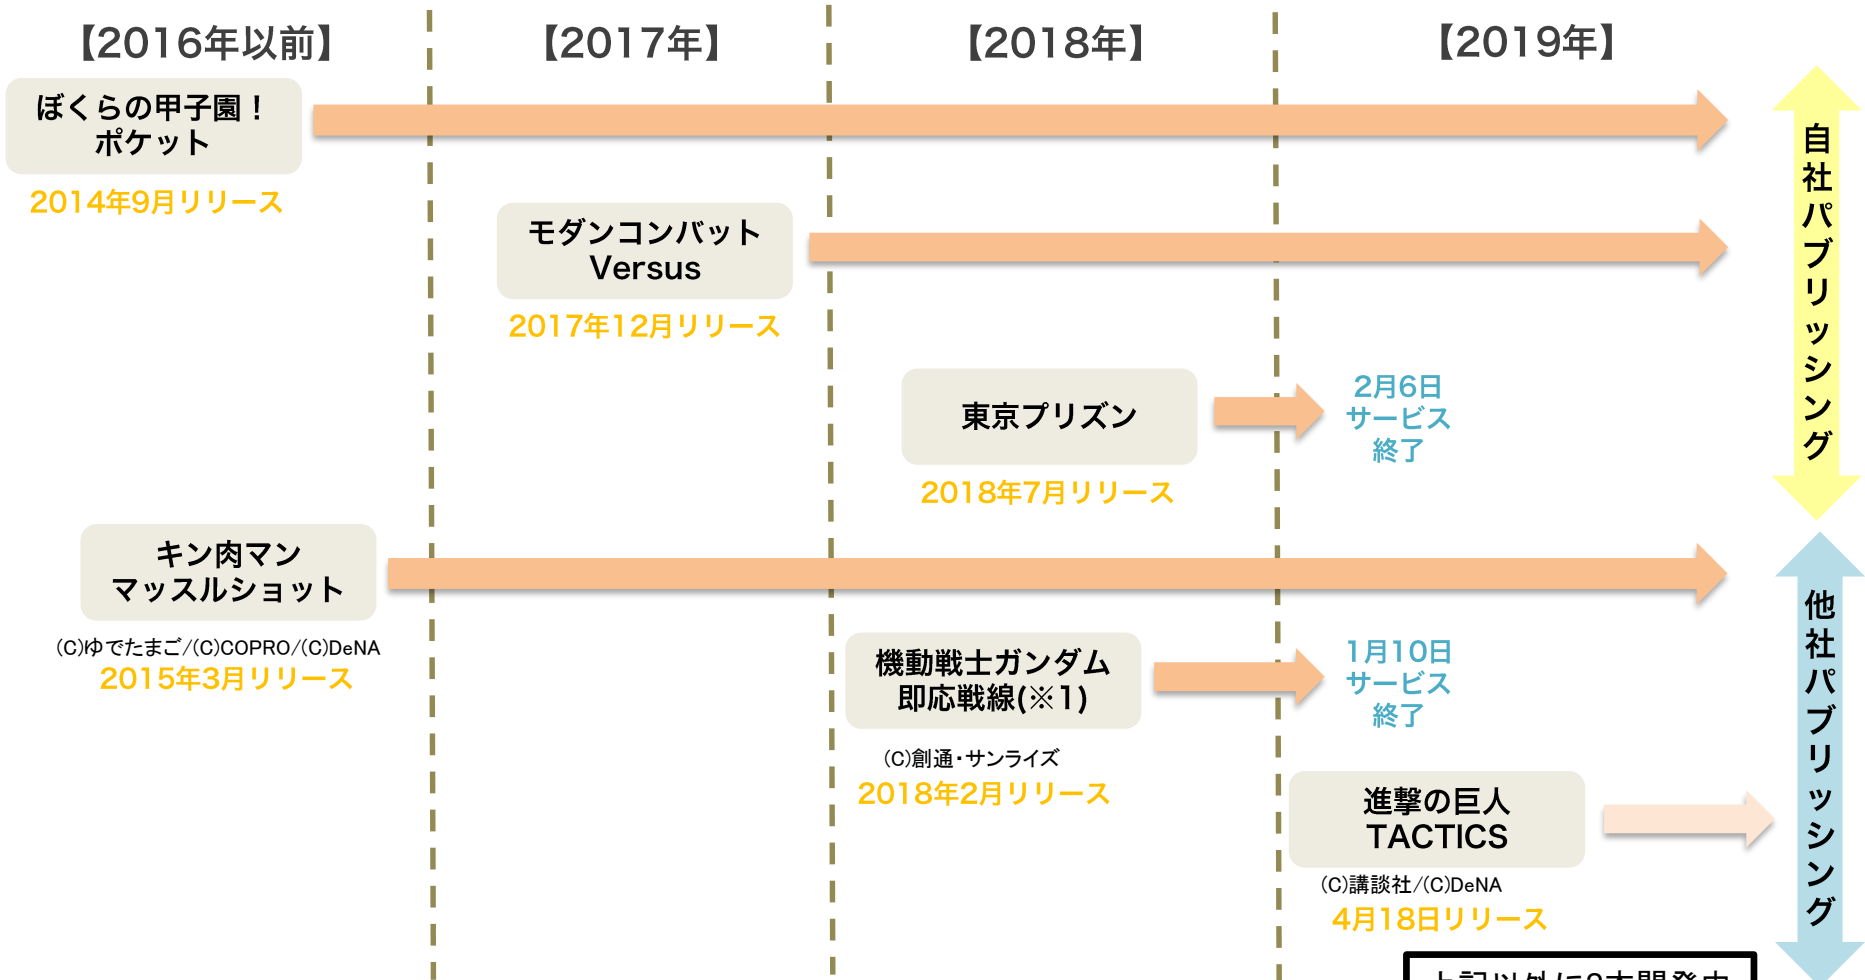 【2016年以前】
【2017年】
【2018年】
【2019年】
ぼくらの甲子園！
ポケット
2014年9月リリース
モダンコンバット
Versus
2017年12月リリース
東京プリズン
2018年7月リリース
2月6日
サービス
終了
自社パブリッシング
キン肉マン
マッスルショット
(C)ゆでたまご/(C)COPRO/(C)DeNA
2015年3月リリース
機動戦士ガンダム
即応戦線(※1)
(C)創通・サンライズ
2018年2月リリース
1月10日
サービス
終了
進撃の巨人
TACTICS
(C)講談社/(C)DeNA
4月18日リリース
他社パブリッシング